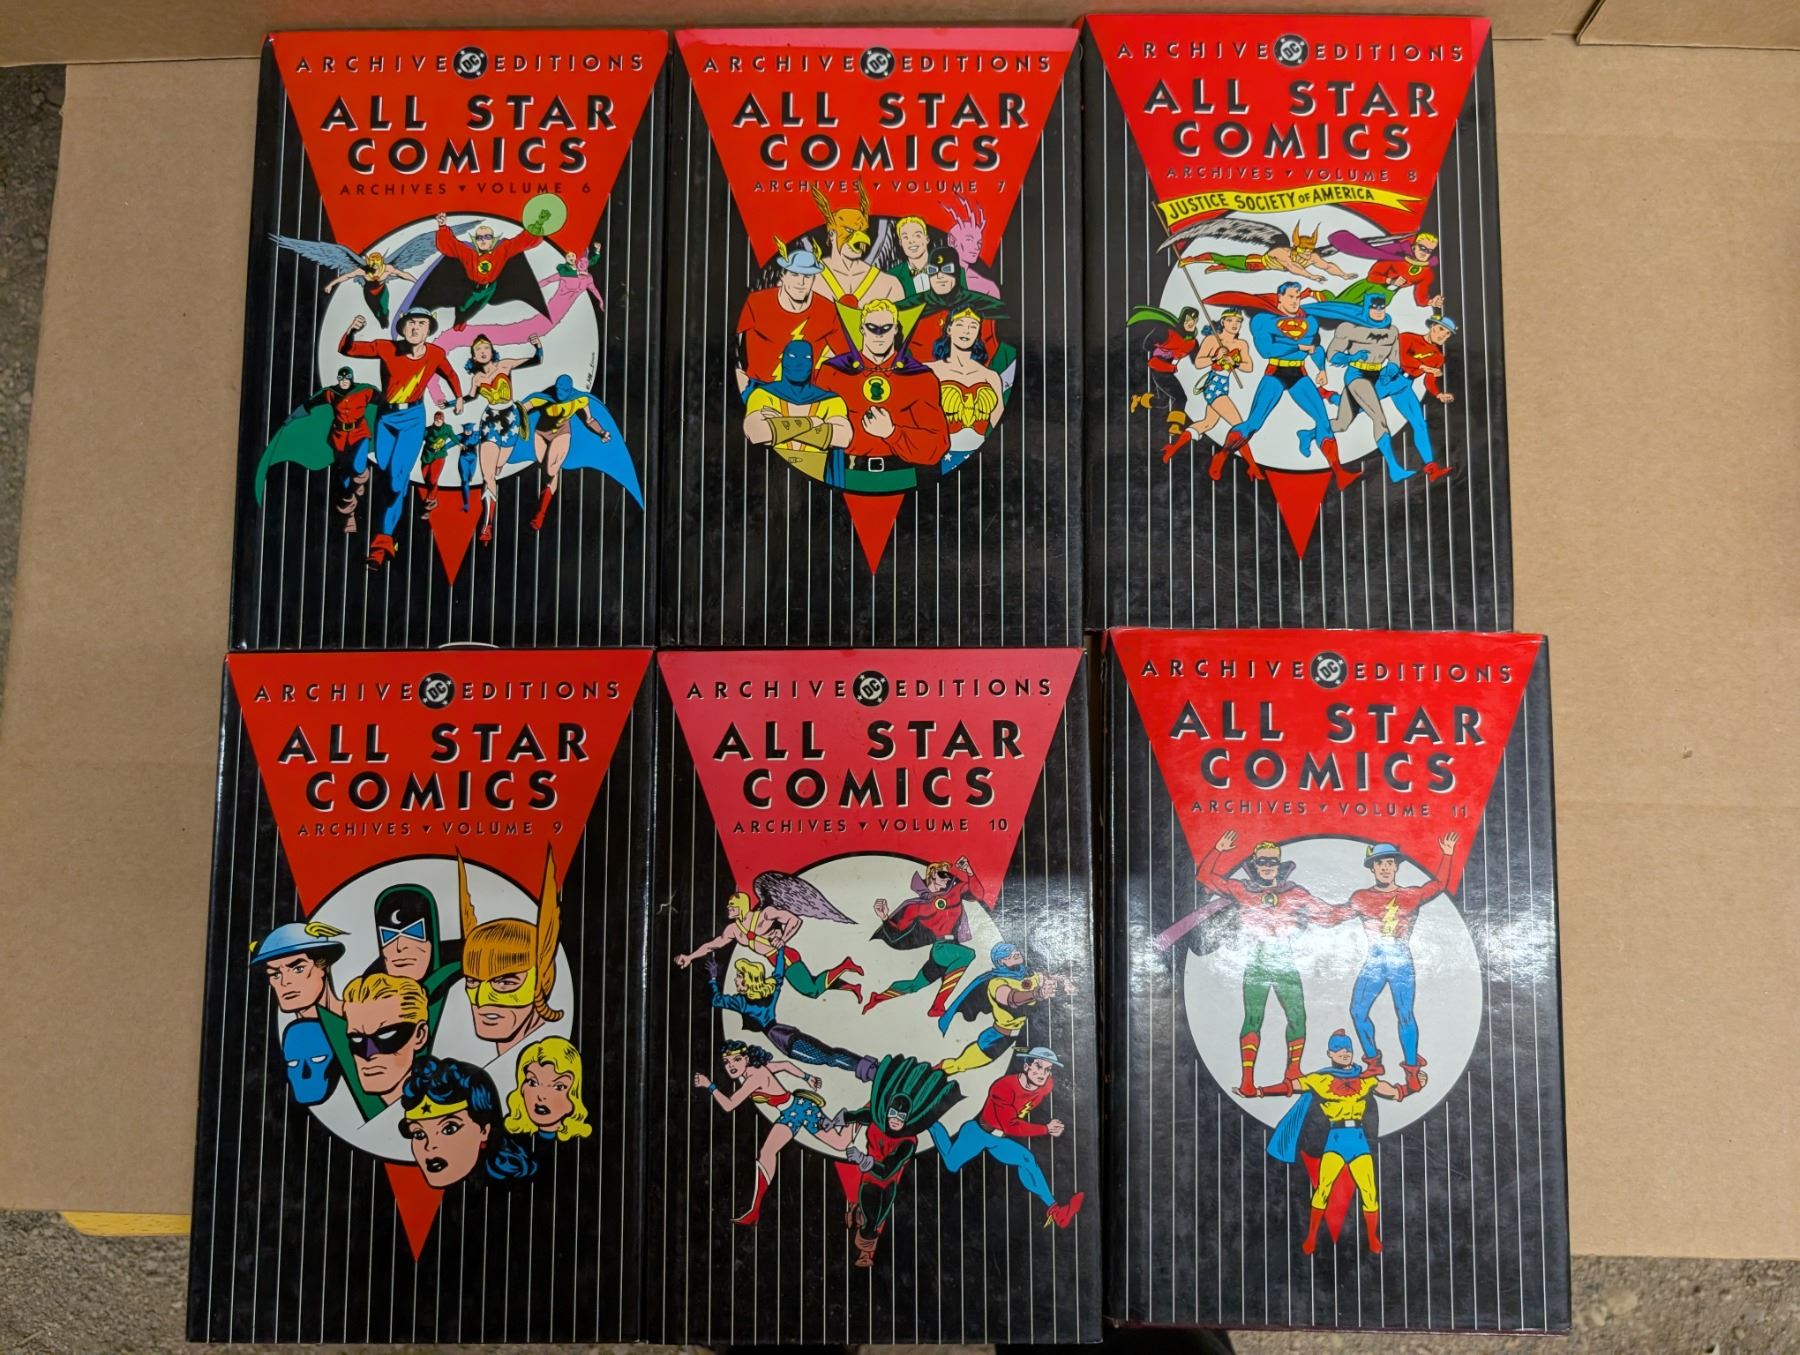 ARCHIVE DC EDITIONS
ALL STAR
COMICS
ARCHIVES ▾ VOLUME 6
ARCHIVE DC EDITIONS
ALL STAR
COMICS
ARCHIVES ▾ VOLUME 7
ARCHIVE DC EDITIONS
ALL STAR
COMICS
ARCHIVES ▾ VOLUME 8
JUSTICE SOCIETY OF AMERICA
ARCHIVE DC EDITIONS
ALL STAR
COMICS
ARCHIVES ▾ VOLUME 9
ARCHIVE DC EDITIONS
ALL STAR
COMICS
ARCHIVES ▾ VOLUME 10
ARCHIVE DC EDITIONS
ALL STAR
COMICS
ARCHIVES ▾ VOLUME 11